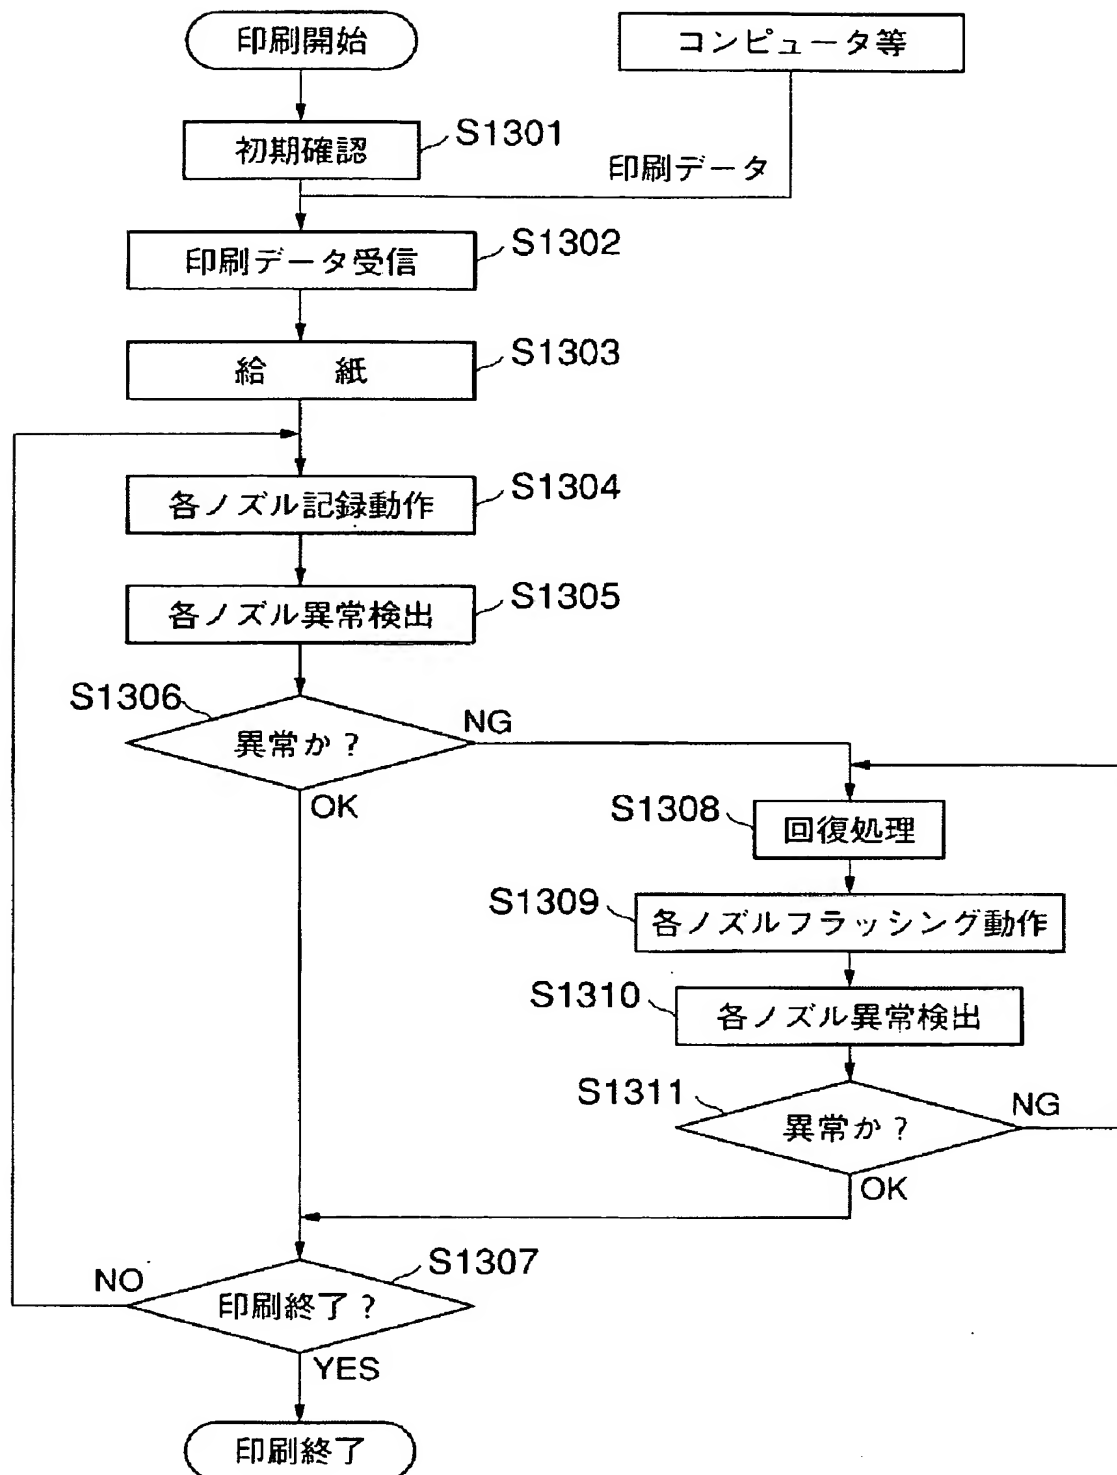 印刷開始
コンピュータ等
初期確認
S1301
印刷データ
印刷データ受信
S1302
給 紙
S1303
各ノズル記録動作
S1304
各ノズル異常検出
S1305
S1306
異常か?
NG
OK
S1308
回復処理
S1309
各ノズルフラッシング動作
S1310
各ノズル異常検出
S1311
異常か?
NG
OK
S1307
NO
印刷終了?
YES
印刷終了